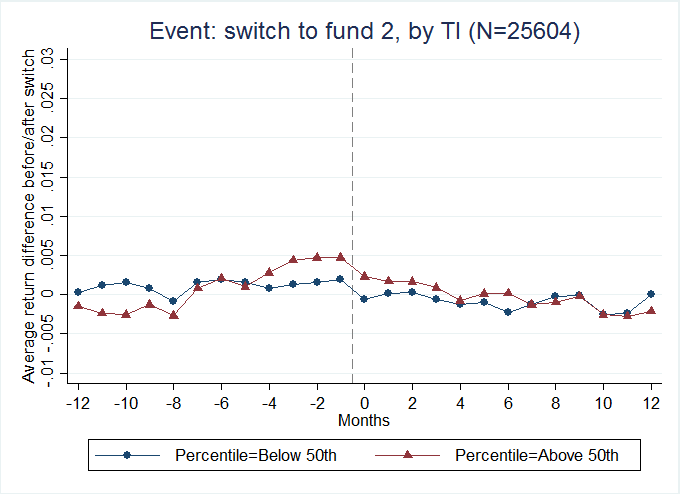 Event: switch to fund 2, by TI (N=25604)
Average return difference before/after switch
.03
.025
.02
.015
.01
.005
0
-.005
-.01
-12 -10 -8 -6 -4 -2 0 2 4 6 8 10 12
Months
Percentile=Below 50th Percentile=Above 50th